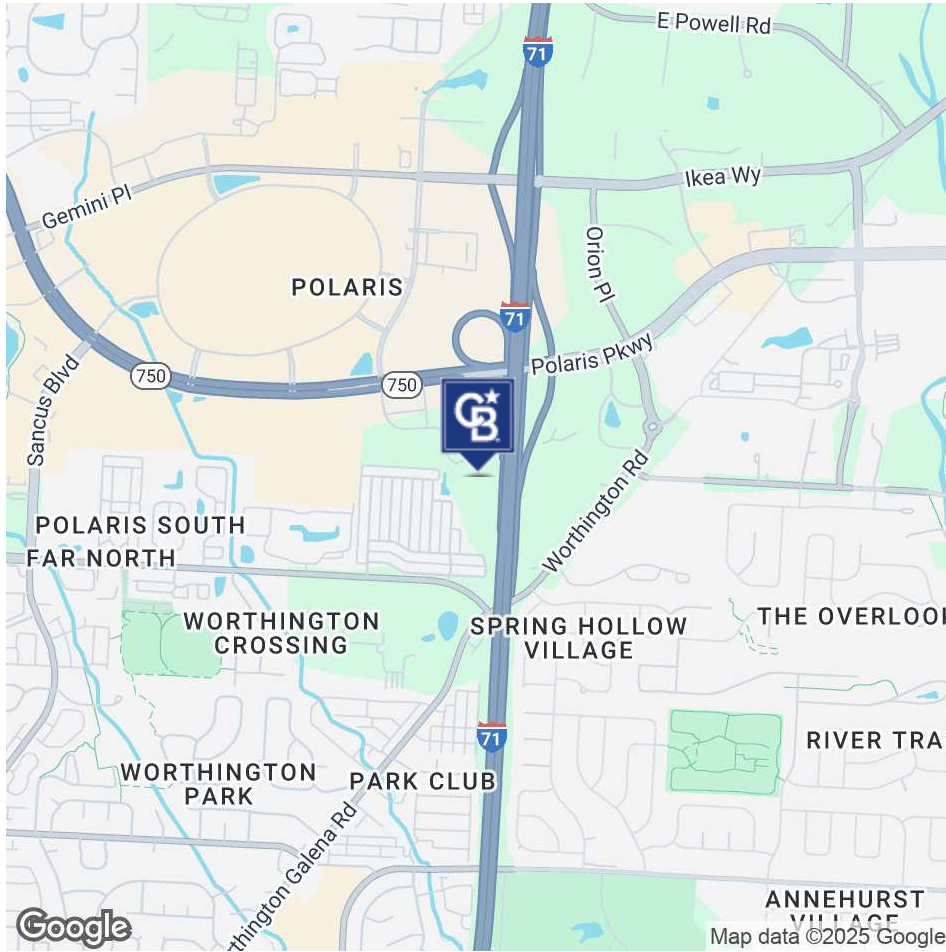 E Powell Rd
71
Ikea Wy
Gemini Pl
Orion Pl
POLARIS
71
Polaris Pkwy
750
750
Sancus Blvd
CB
Worthington Rd
POLARIS SOUTH
FAR NORTH
WORTHINGTON
CROSSING
SPRING HOLLOW
VILLAGE
THE OVERLOO
71
RIVER TRA
WORTHINGTON
PARK
PARK CLUB
rthington Galena Rd
ANNEHURST
VILLAGE
Google
Map data ©2025 Google